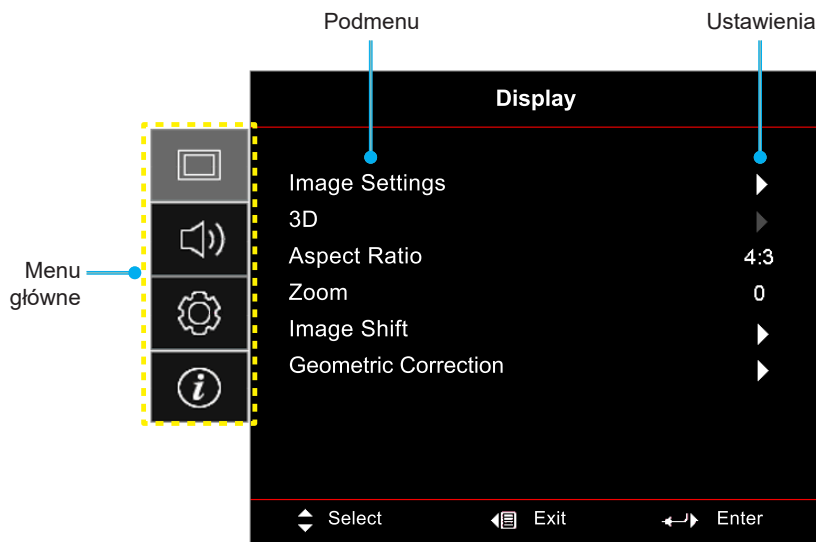 Podmenu
Ustawienia
Display
Image Settings
3D
Aspect Ratio 4:3
Zoom 0
Image Shift
Geometric Correction
Menu
główne
Select Exit Enter